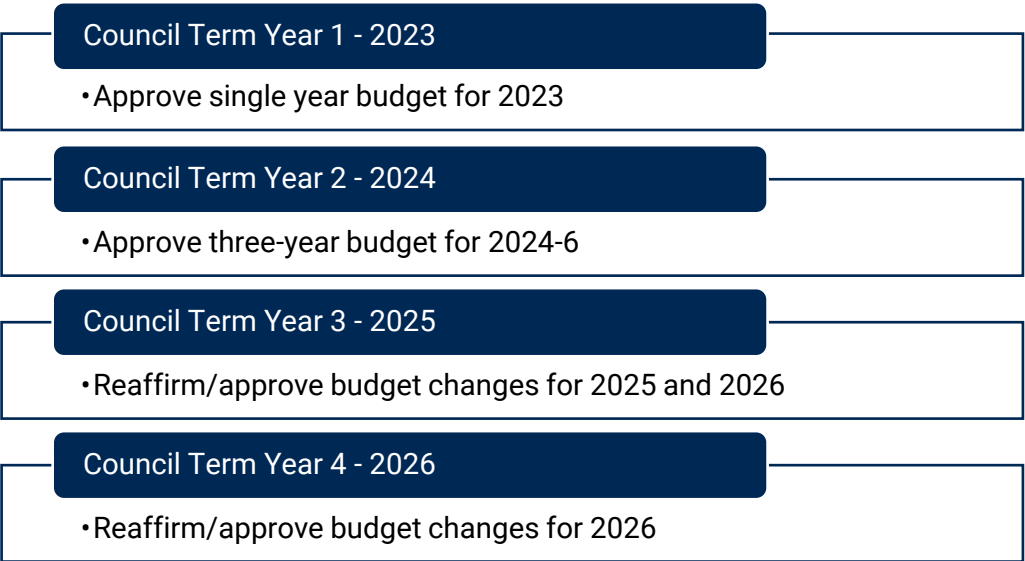 Council Term Year 1 - 2023
•Approve single year budget for 2023
Council Term Year 2 - 2024
•Approve three-year budget for 2024-6
Council Term Year 3 - 2025
•Reaffirm/approve budget changes for 2025 and 2026
Council Term Year 4 - 2026
•Reaffirm/approve budget changes for 2026